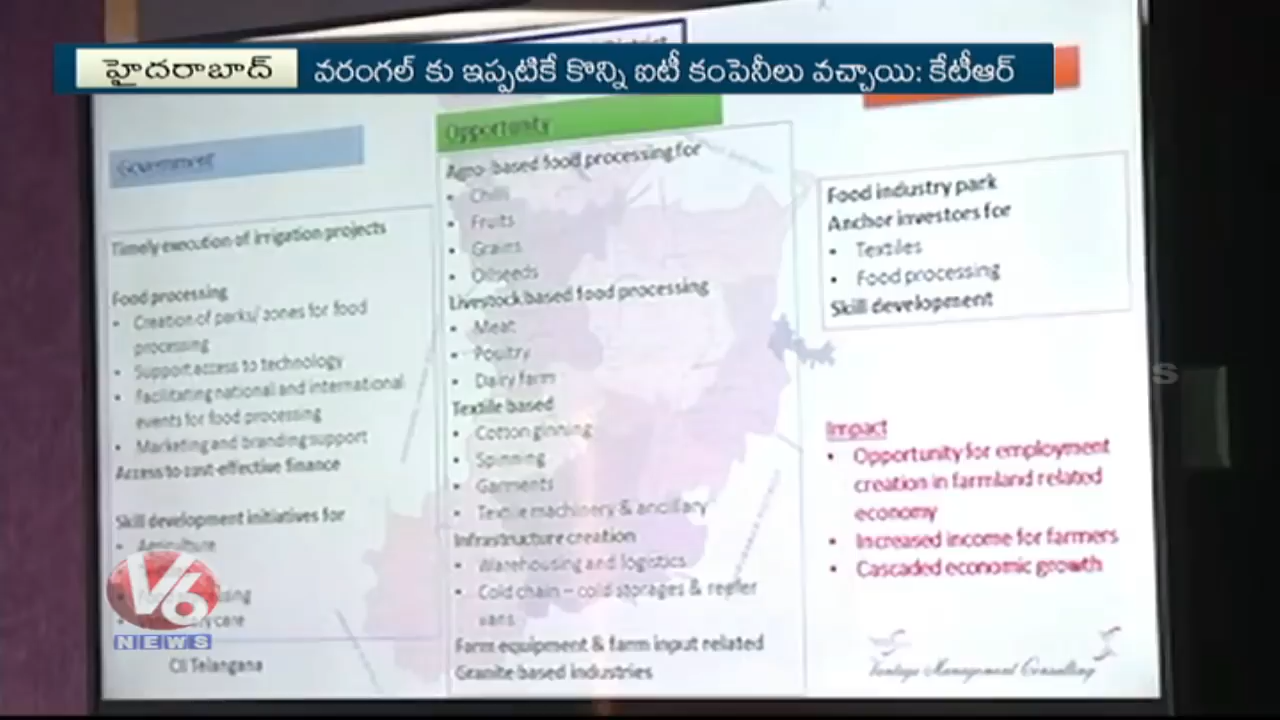 District
హైదరాబాద్
వరంగల్ కు ఇప్పటికే కొన్ని ఐటీ కంపెనీలు వచ్చాయి: కేటీఆర్
Government
Timely execution of irrigation projects
Food processing
• Creation of parks/ zones for food
processing
• Support access to technology
• Facilitating national and international
events for food processing
• Marketing and branding support
Access to cost-effective finance
Skill development initiatives for
• Agriculture
CII Telangana
Opportunity
Agro- based food processing for
• Chilli
• Fruits
• Grains
• Oilseeds
Livestock based food processing
• Meat
• Poultry
• Dairy farm
Textile based
• Cotton ginning
• Spinning
• Garments
• Textile machinery & ancillary
Infrastructure creation
• Warehousing and logistics
• Cold chain – cold storages & reefer
vans
Farm equipment & farm input related
Granite based industries
Food industry park
Anchor investors for
• Textiles
• Food processing
Skill development
Impact
• Opportunity for employment
creation in farmland related
economy
• Increased income for farmers
• Cascaded economic growth
Vantage Management Consulting
V6
NEWS